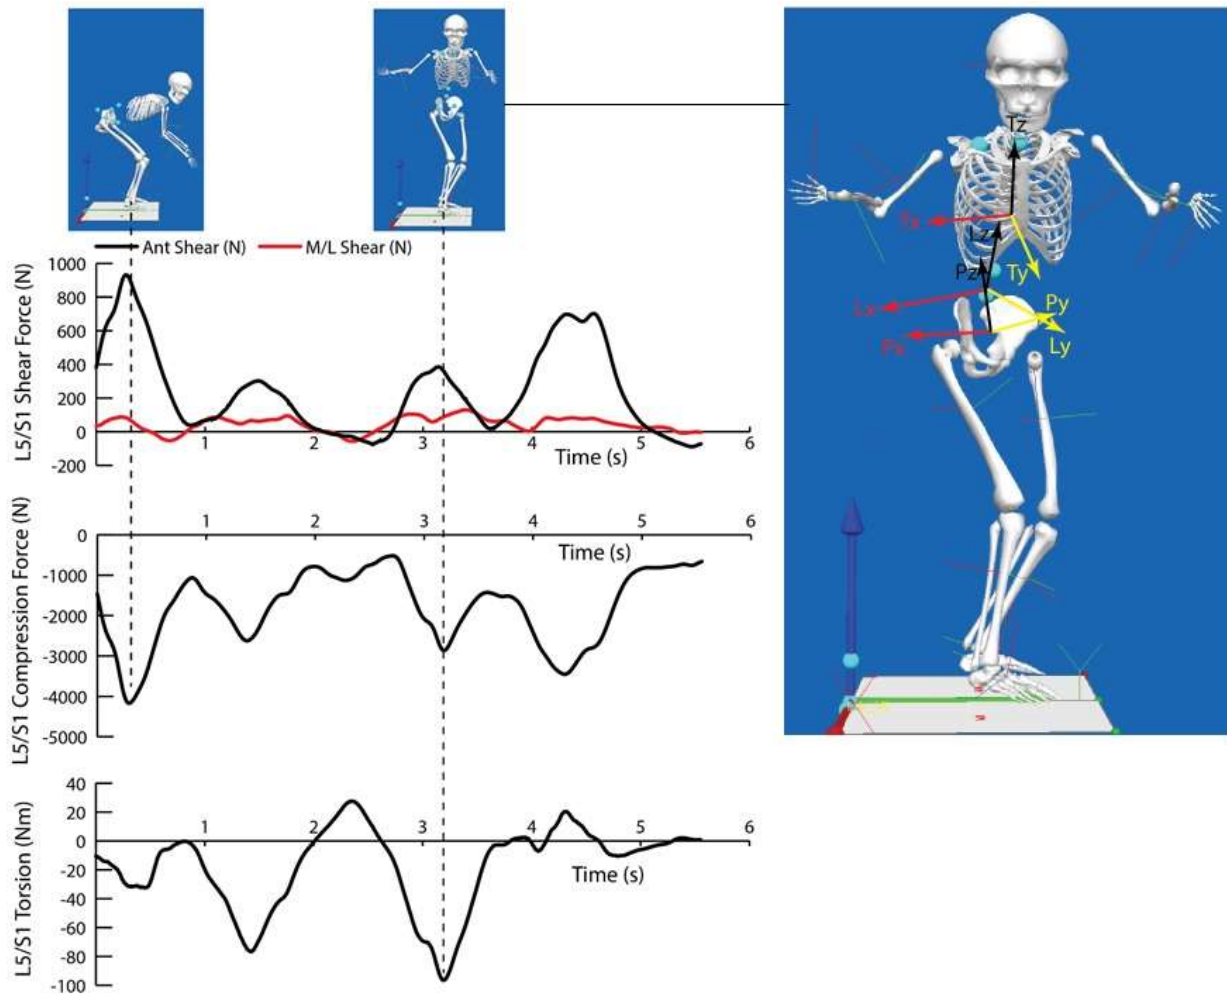 Ant Shear (N) M/L Shear (N)
L5/S1 Shear Force (N)
1000
800
600
400
200
0
-200
1 2 3 4 5 6
Time (s)
L5/S1 Compression Force (N)
1 2 3 4 5 6
0
-1000
-2000
-3000
-4000
-5000
Time (s)
L5/S1 Torsion (Nm)
40
20
0
-20
-40
-60
-80
-100
1 2 3 4 5 6
Time (s)
Tz
Tx
Lz
Ty
Pz
Lx
Py
Px
Ly